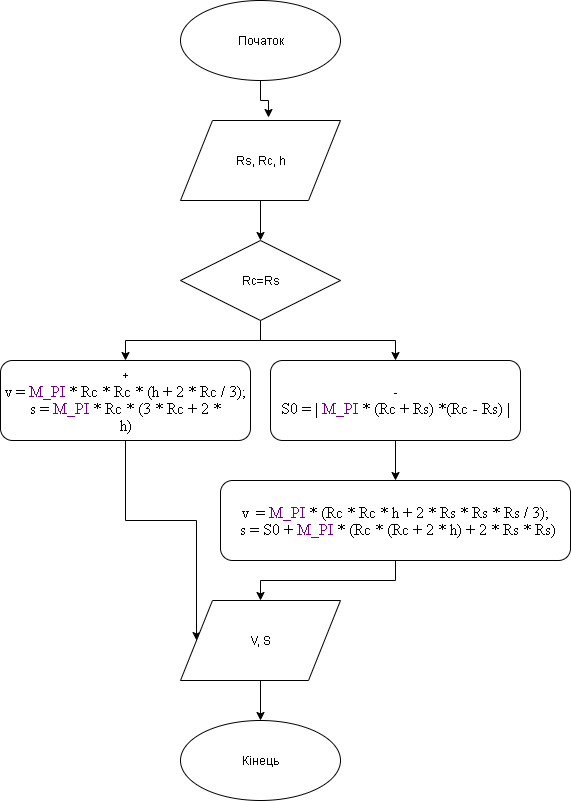 Початок
Rs, Rc, h
Rc=Rs
+
v = M_PI * Rc * Rc * (h + 2 * Rc / 3);
s = M_PI * Rc * (3 * Rc + 2 *
h)
-
S0 = | M_PI * (Rc + Rs) *(Rc - Rs) |
v = M_PI * (Rc * Rc * h + 2 * Rs * Rs * Rs / 3);
s = S0 + M_PI * (Rc * (Rc + 2 * h) + 2 * Rs * Rs)
V, S
Кінець